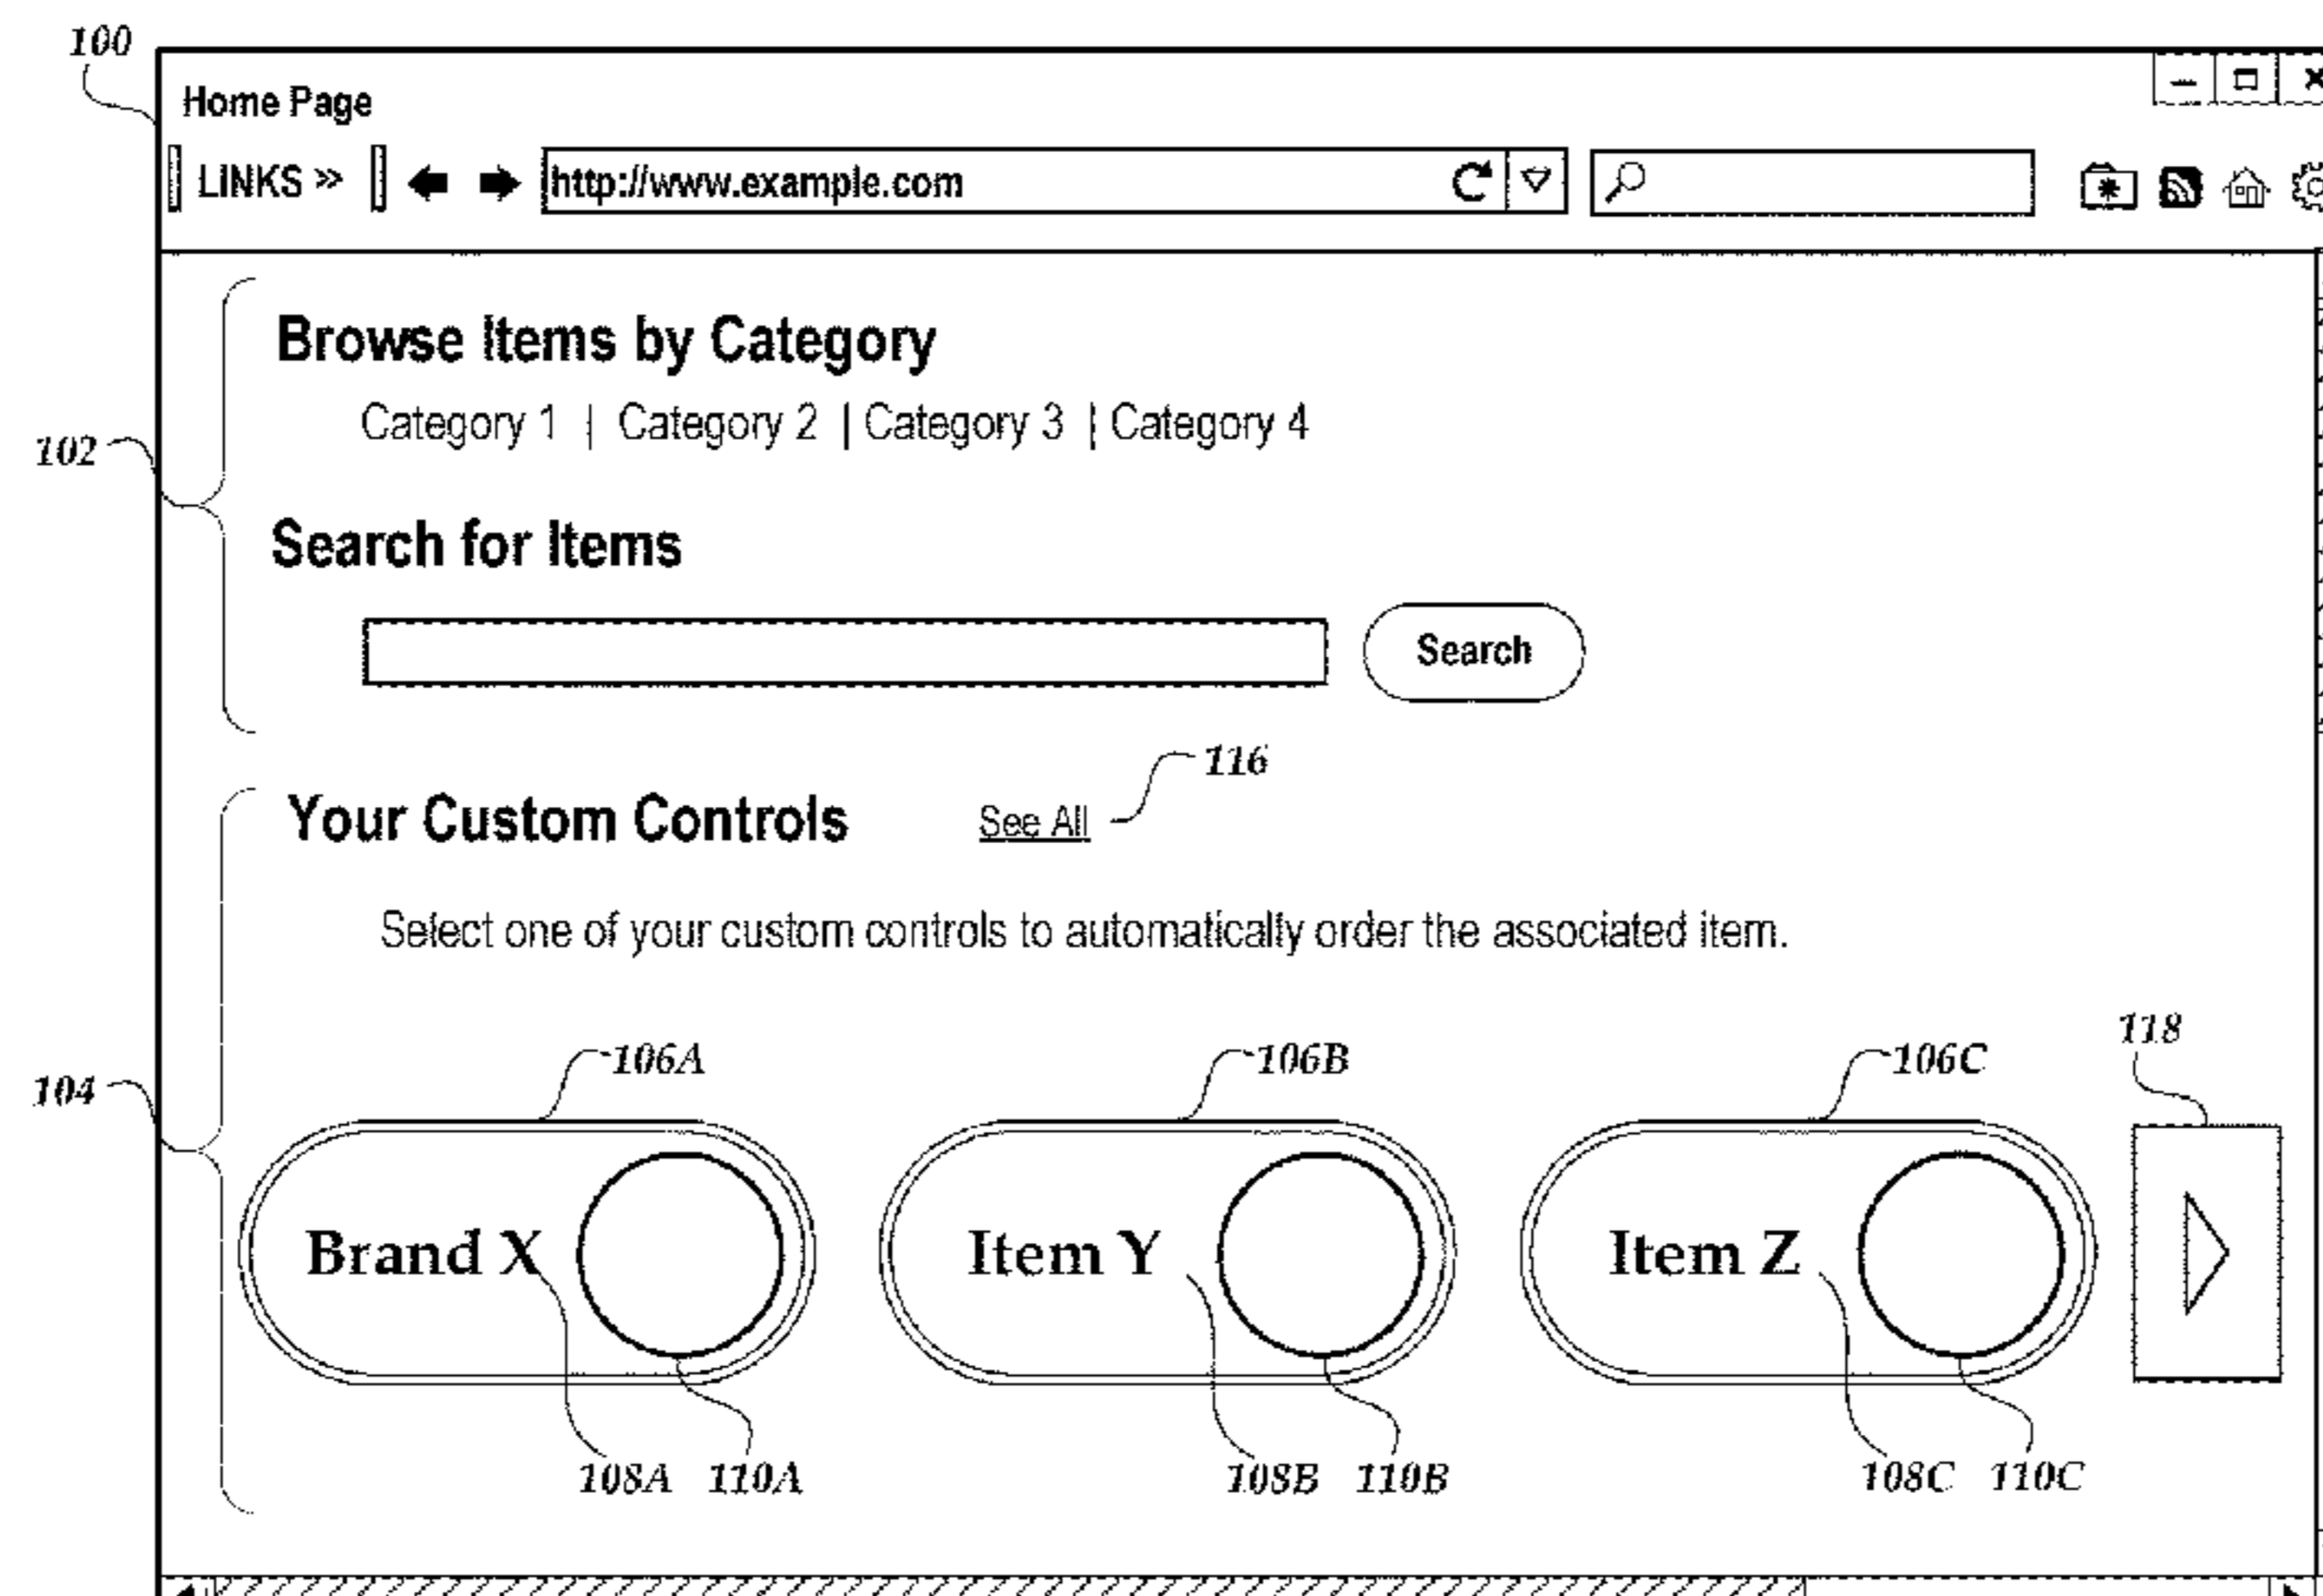 100
Home Page
LINKS »
http://www.example.com
Browse Items by Category
Category 1 | Category 2 | Category 3 | Category 4
102
Search for Items
Search
116
Your Custom Controls See All
Select one of your custom controls to automatically order the associated item.
118
106A 106B 106C
104
Brand X Item Y Item Z
108A 110A 108B 110B 108C 110C